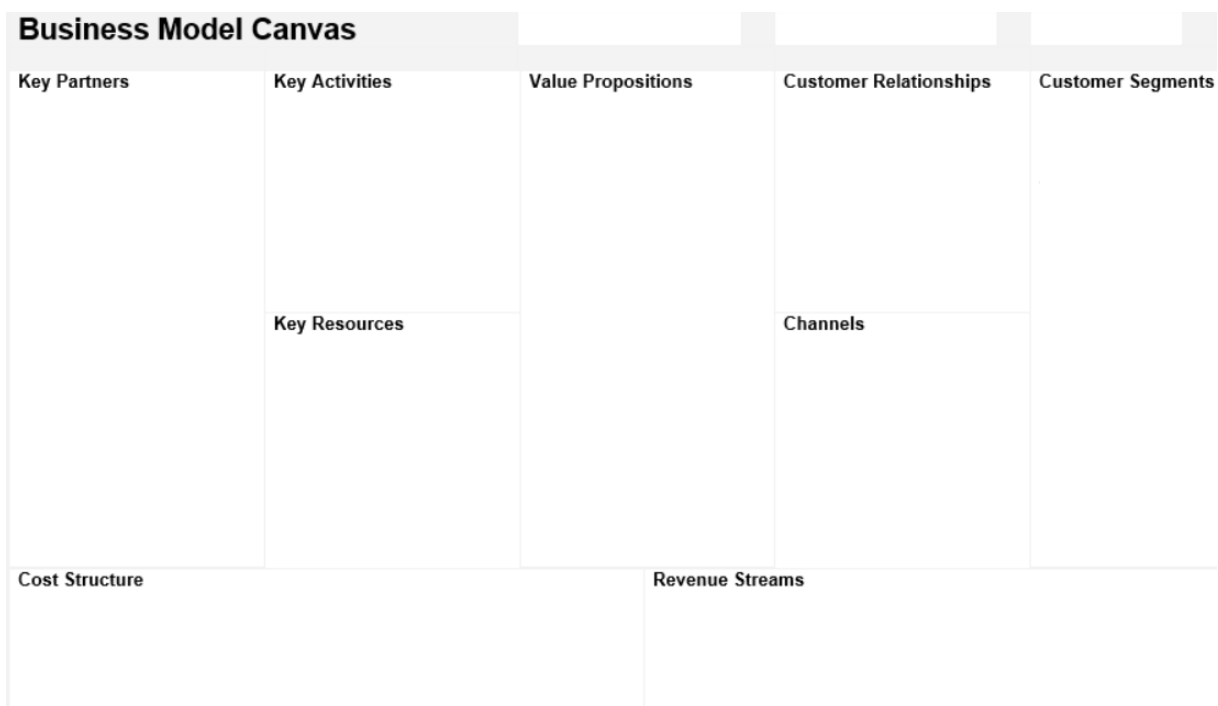 Business Model Canvas
Key Partners
Key Activities
Value Propositions
Customer Relationships
Customer Segments
Key Resources
Channels
Cost Structure
Revenue Streams